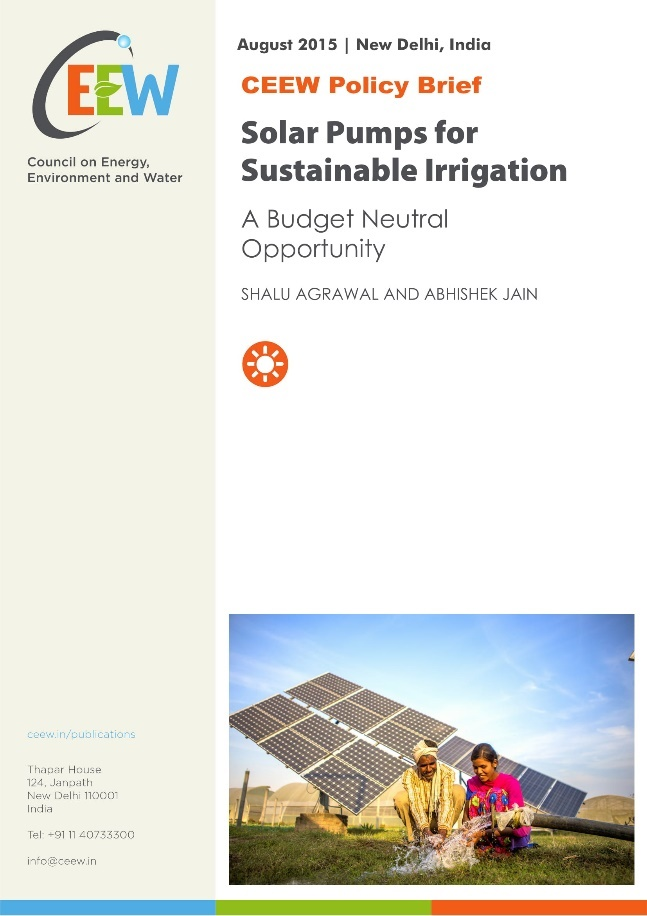 CEEW
Council on Energy,
Environment and Water
August 2015 | New Delhi, India
CEEW Policy Brief
Solar Pumps for
Sustainable Irrigation
A Budget Neutral
Opportunity
SHALU AGRAWAL AND ABHISHEK JAIN
ceew.in/publications
Thapar House
124, Janpath
New Delhi 110001
India
Tel: +91 11 40733300
info@ceew.in